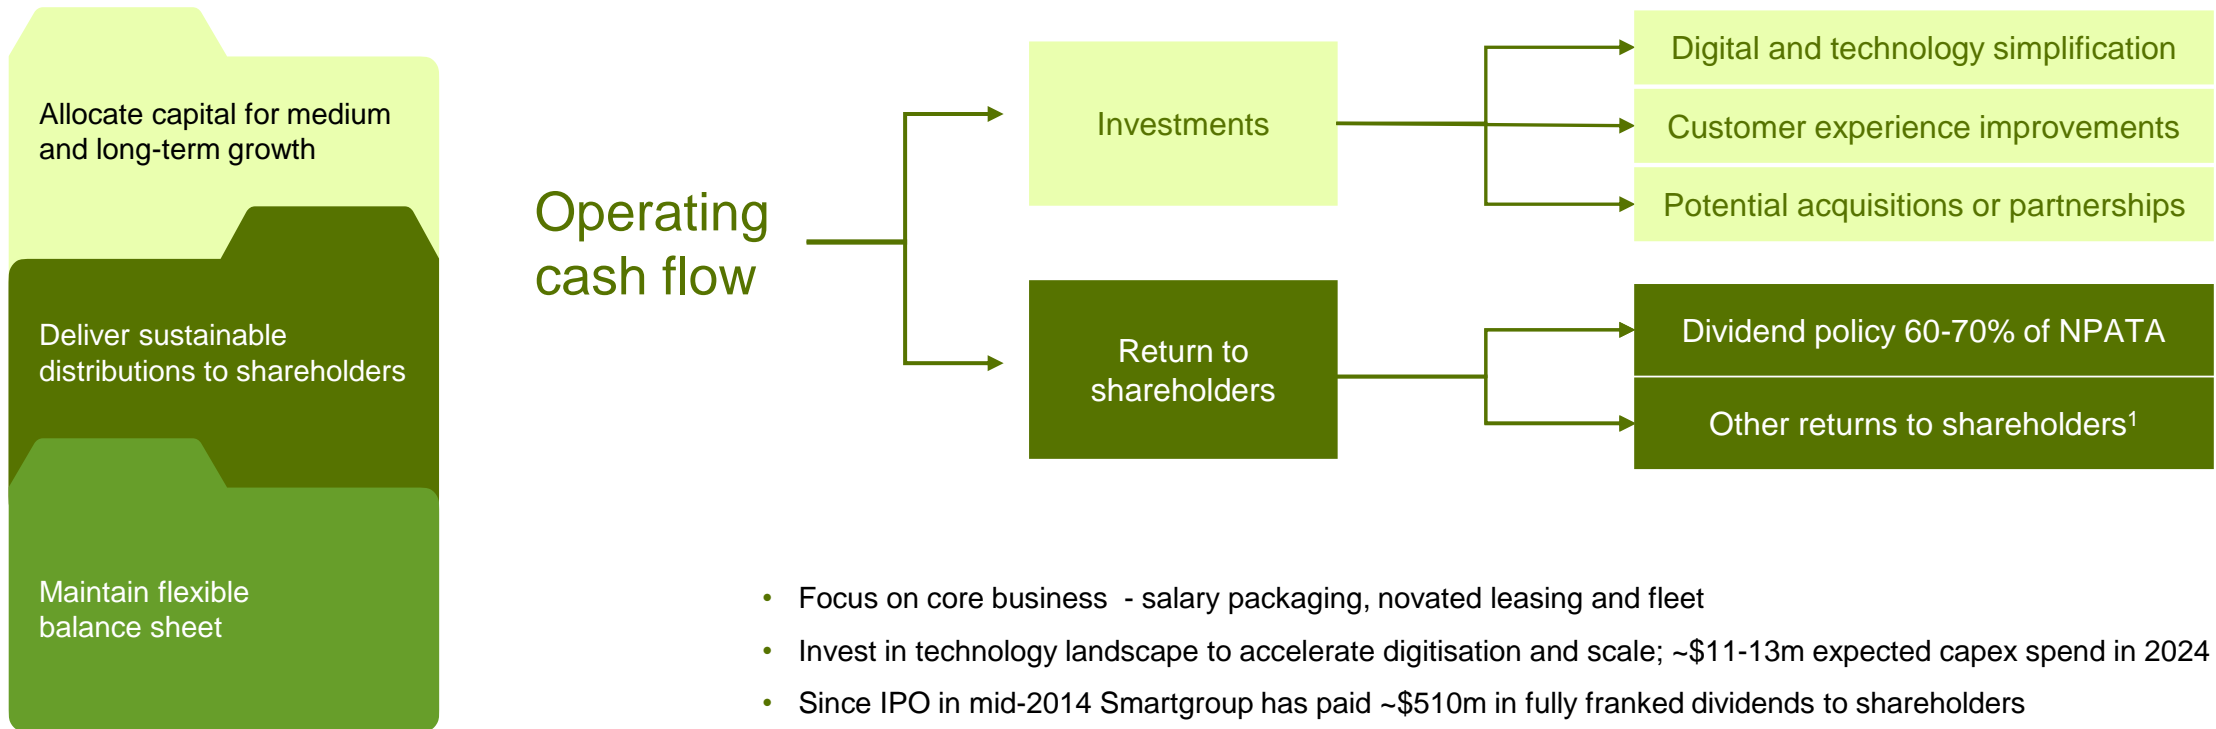 Allocate capital for medium
and long-term growth
Deliver sustainable
distributions to shareholders
Maintain flexible
balance sheet
Operating
cash flow
Investments
Return to
shareholders
Digital and technology simplification
Customer experience improvements
Potential acquisitions or partnerships
Dividend policy 60-70% of NPATA
Other returns to shareholders¹
• Focus on core business  - salary packaging, novated leasing and fleet
• Invest in technology landscape to accelerate digitisation and scale; ~$11-13m expected capex spend in 2024
• Since IPO in mid-2014 Smartgroup has paid ~$510m in fully franked dividends to shareholders